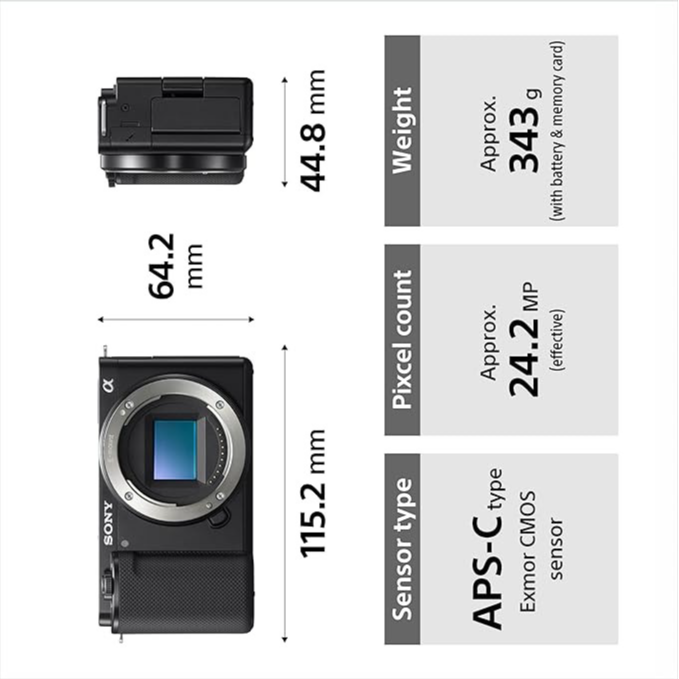 α
SONY
115.2 mm
64.2
mm
44.8 mm
Sensor type
APS-C type
Exmor CMOS
sensor
Pixcel count
Approx.
24.2 MP
(effective)
Weight
Approx.
343 g
(with battery & memory card)